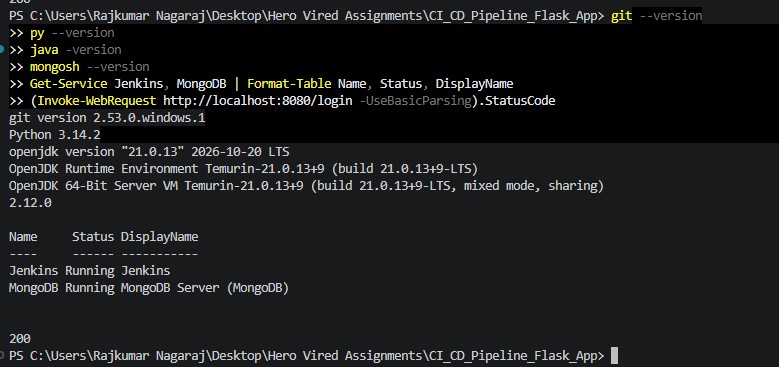 200
PS C:\Users\Rajkumar Nagaraj\Desktop\Hero Vired Assignments\CI_CD_Pipeline_Flask_App> git --version
>> py --version
>> java -version
>> mongosh --version
>> Get-Service Jenkins, MongoDB | Format-Table Name, Status, DisplayName
>> (Invoke-WebRequest http://localhost:8080/login -UseBasicParsing).StatusCode
git version 2.53.0.windows.1
Python 3.14.2
openjdk version "21.0.13" 2026-10-20 LTS
OpenJDK Runtime Environment Temurin-21.0.13+9 (build 21.0.13+9-LTS)
OpenJDK 64-Bit Server VM Temurin-21.0.13+9 (build 21.0.13+9-LTS, mixed mode, sharing)
2.12.0
Name     Status DisplayName
----     ------ -----------
Jenkins Running Jenkins
MongoDB Running MongoDB Server (MongoDB)
200
PS C:\Users\Rajkumar Nagaraj\Desktop\Hero Vired Assignments\CI_CD_Pipeline_Flask_App>